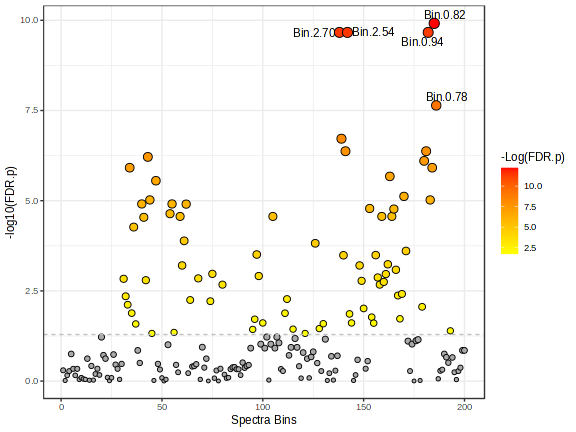 Bin.0.82
Bin.2.70
Bin.2.54
Bin.0.94
Bin.0.78
10.0
7.5
5.0
2.5
0.0
-log10(FDR.p)
0
50
100
150
200
Spectra Bins
-Log(FDR.p)
10.0
7.5
5.0
2.5